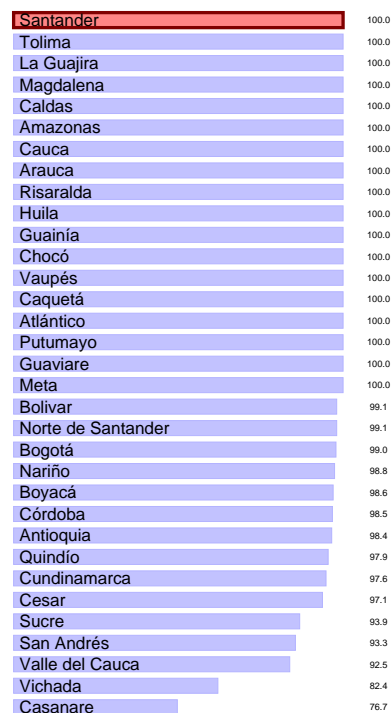 Santander 100.0
Tolima 100.0
La Guajira 100.0
Magdalena 100.0
Caldas 100.0
Amazonas 100.0
Cauca 100.0
Arauca 100.0
Risaralda 100.0
Huila 100.0
Guainía 100.0
Chocó 100.0
Vaupés 100.0
Caquetá 100.0
Atlántico 100.0
Putumayo 100.0
Guaviare 100.0
Meta 100.0
Bolivar 99.1
Norte de Santander 99.1
Bogotá 99.0
Nariño 98.8
Boyacá 98.6
Córdoba 98.5
Antioquia 98.4
Quindío 97.9
Cundinamarca 97.6
Cesar 97.1
Sucre 93.9
San Andrés 93.3
Valle del Cauca 92.5
Vichada 82.4
Casanare 76.7